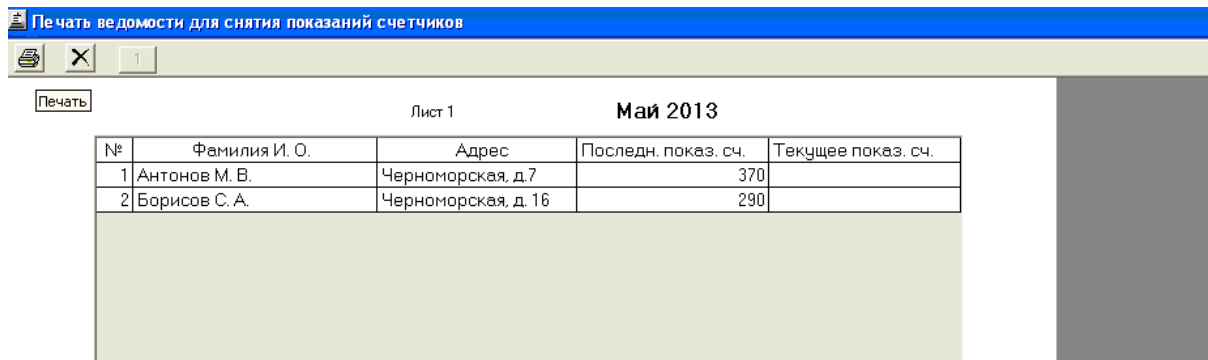 Печать ведомости для снятия показаний счетчиков
1
Печать
Лист 1 Май 2013
№ Фамилия И. О. Адрес Последн. показ. сч. Текущее показ. сч.
1 Антонов М. В. Черноморская, д.7 370
2 Борисов С. А. Черноморская, д. 16 290